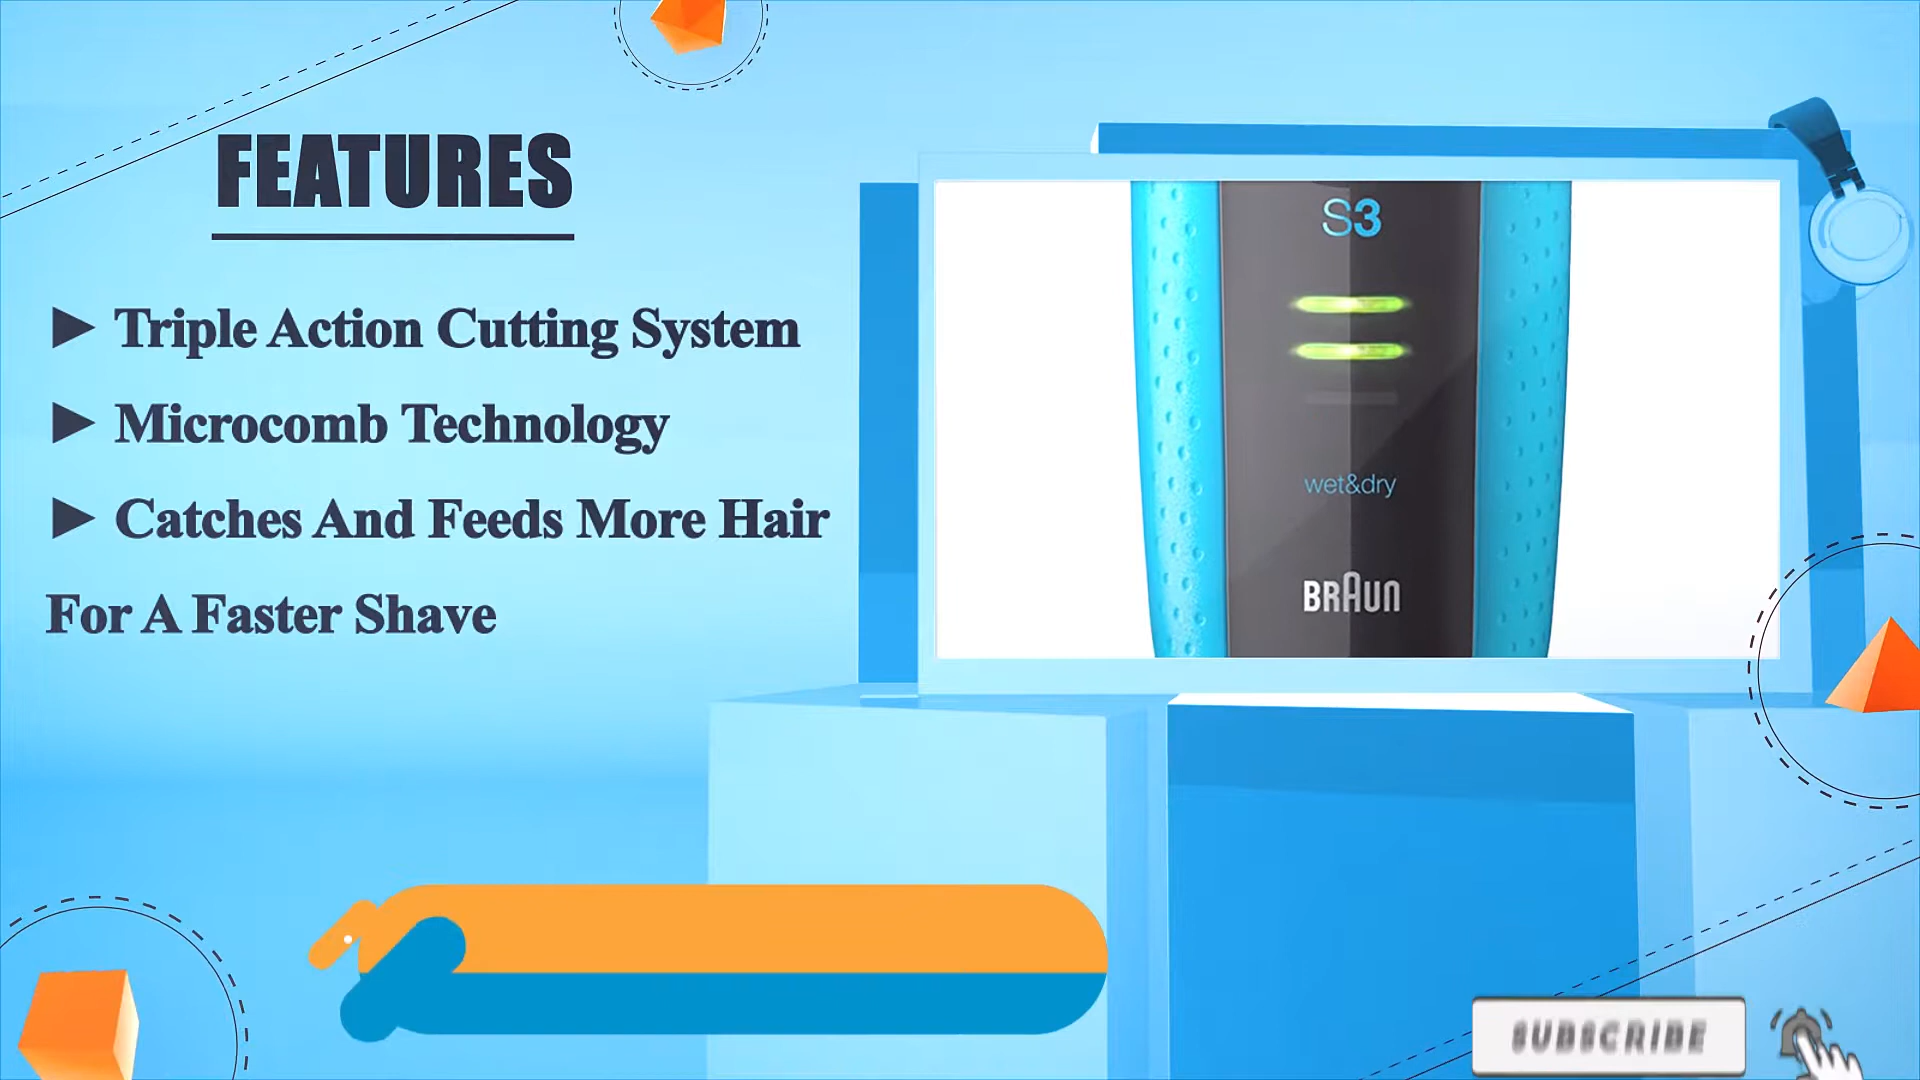 FEATURES
► Triple Action Cutting System
► Microcomb Technology
► Catches And Feeds More Hair
For A Faster Shave
S3
wet&dry
BRAUN
SUBSCRIBE